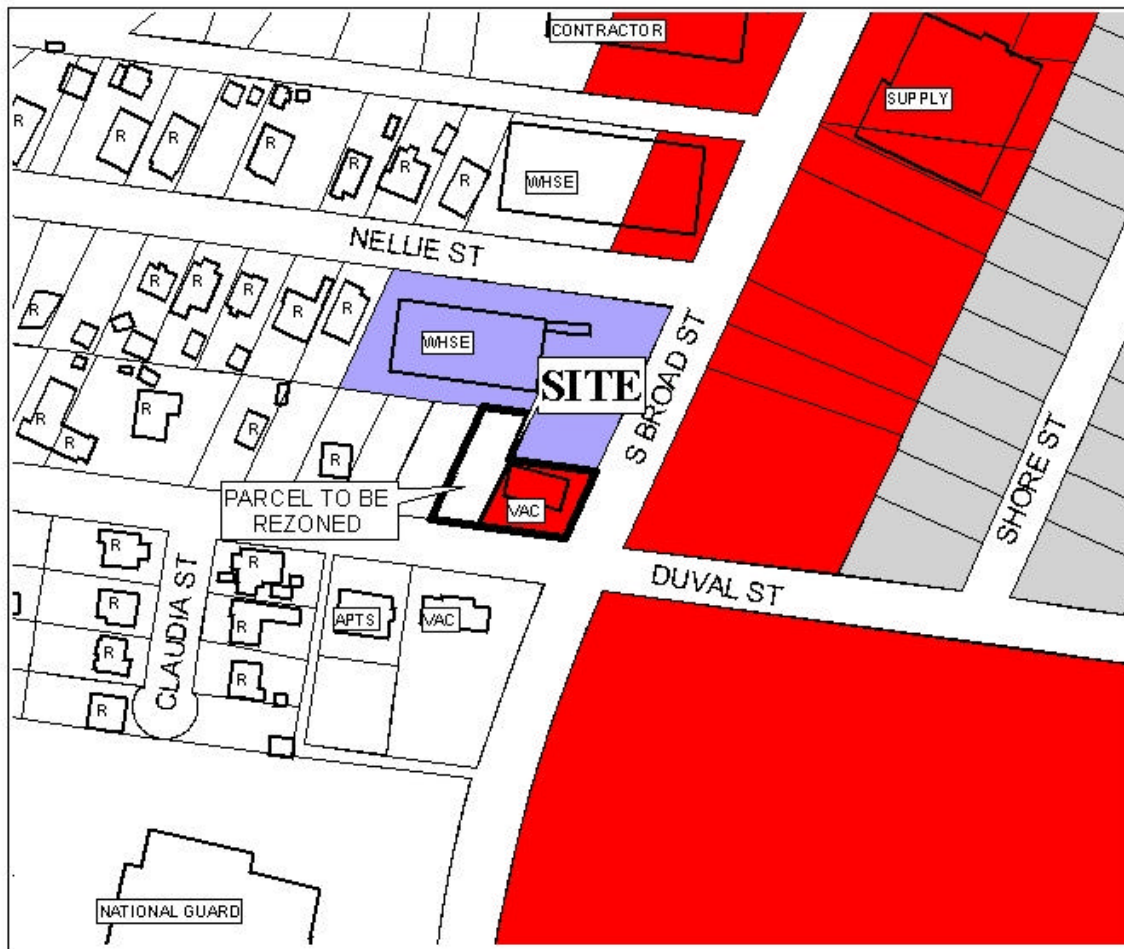 CONTRACTOR
SUPPLY
R
R
R
R
R
R
R
WHSE
NELLIE ST
R
R
R
R
R
R
WHSE
SITE
S BROAD ST
R
R
R
R
R
PARCEL TO BE
REZONED
VAC
SHORE ST
DUVAL ST
R
R
R
R
R
R
R
CLAUDIA ST
APTS
VAC
NATIONAL GUARD